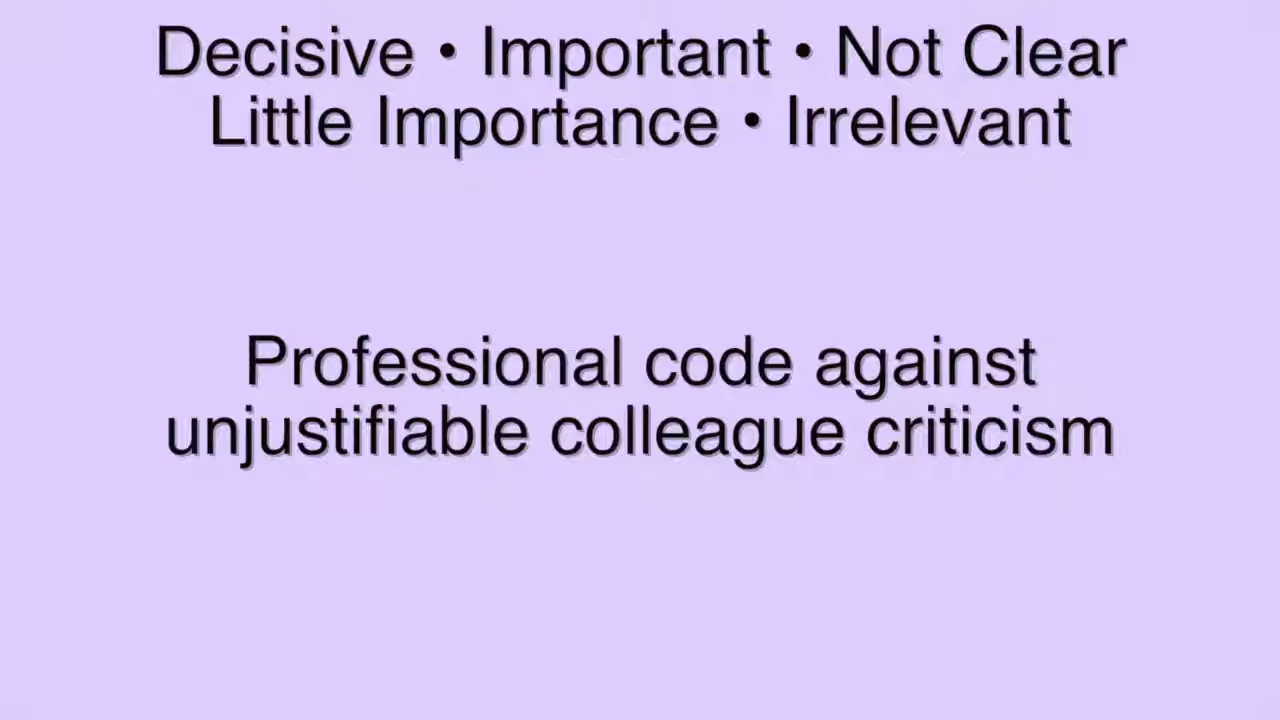 Decisive • Important • Not Clear
Little Importance • Irrelevant
Professional code against
unjustifiable colleague criticism